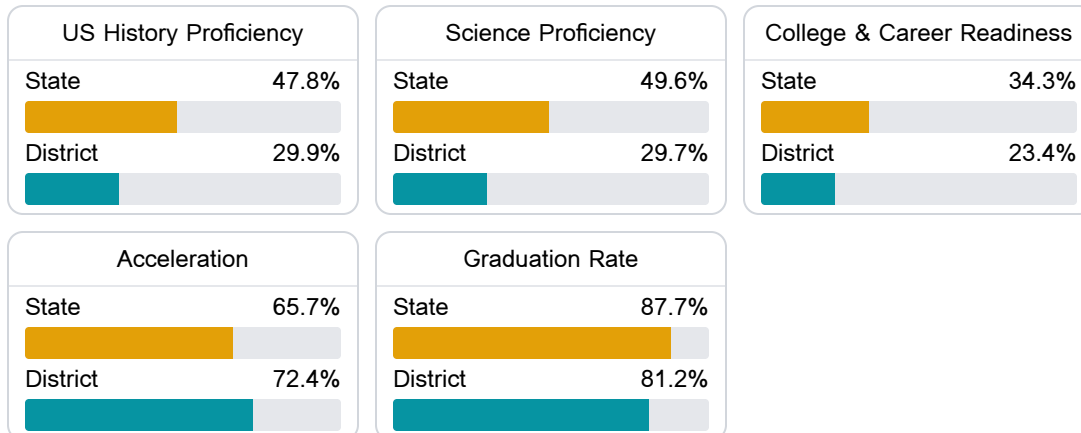 US History Proficiency
State 47.8%
District 29.9%
Science Proficiency
State 49.6%
District 29.7%
College & Career Readiness
State 34.3%
District 23.4%
Acceleration
State 65.7%
District 72.4%
Graduation Rate
State 87.7%
District 81.2%